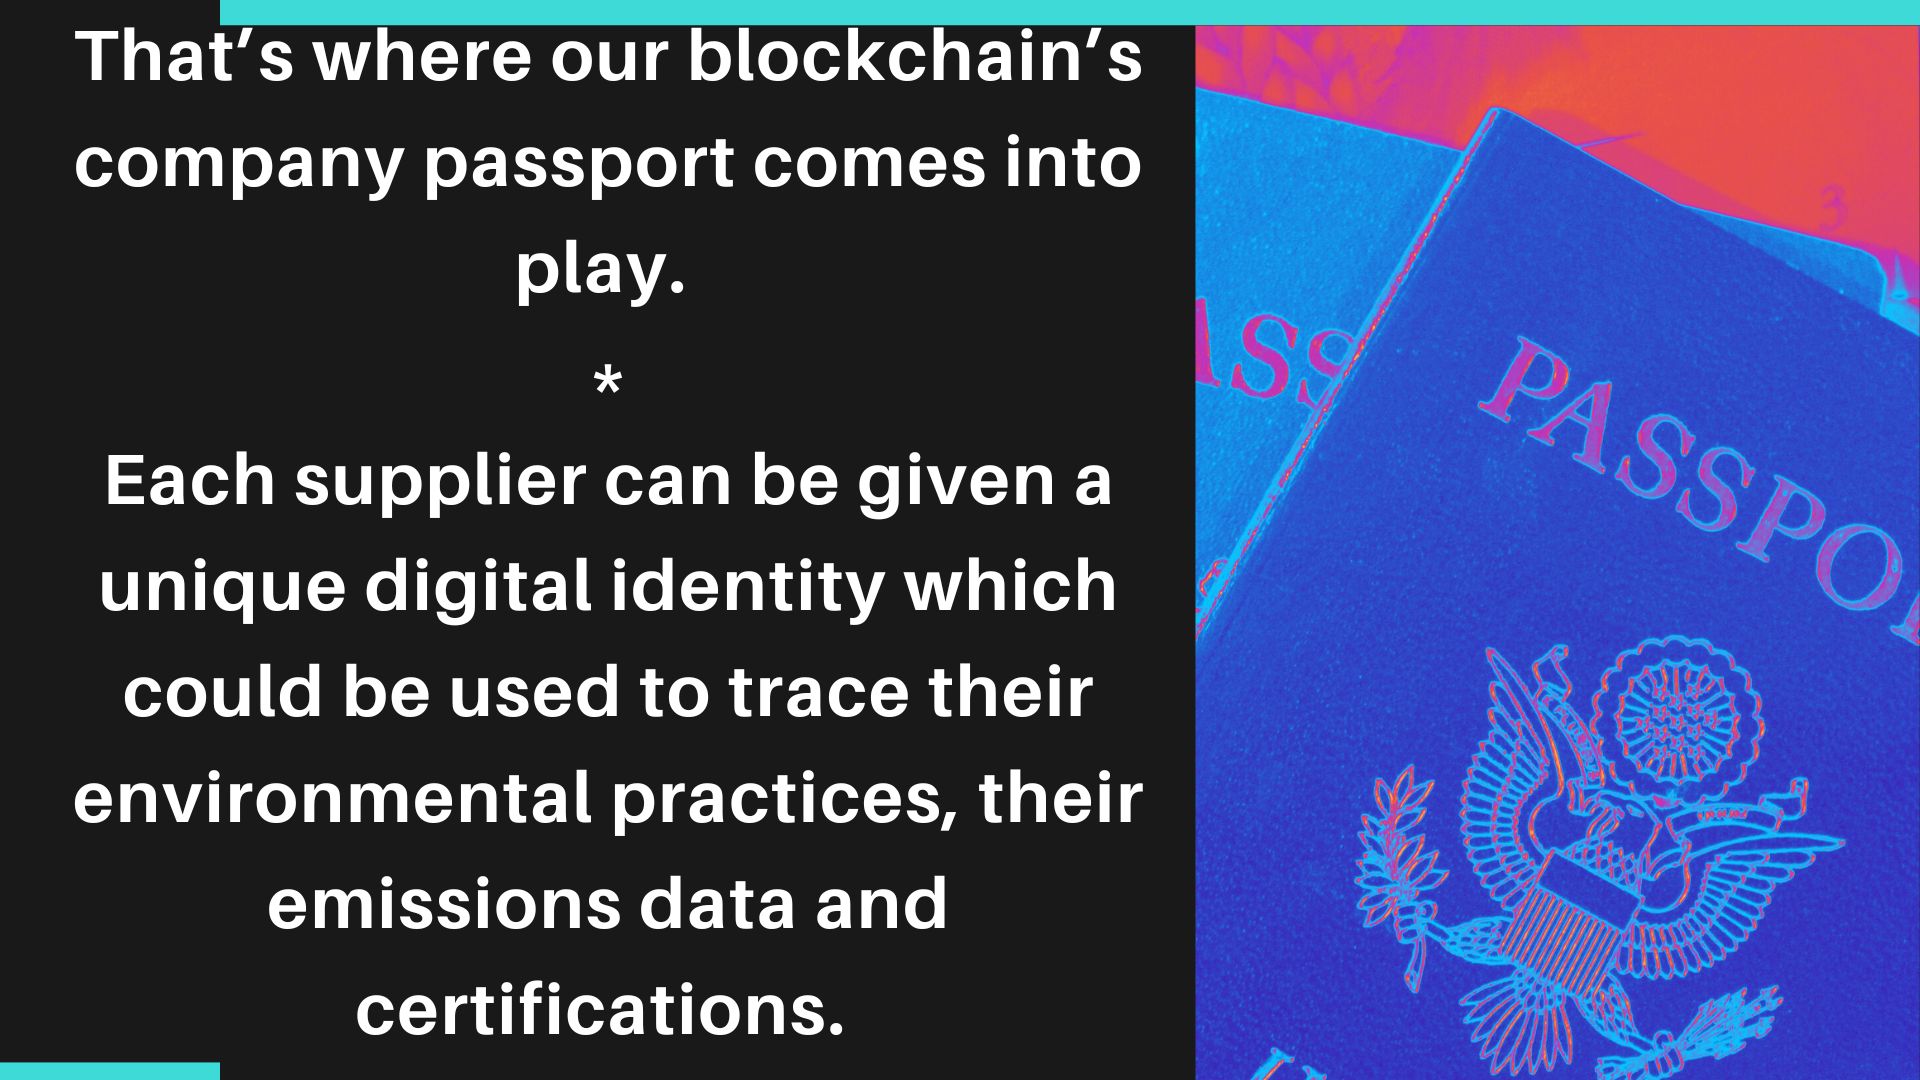 That’s where our blockchain’s
company passport comes into
play.
*
Each supplier can be given a
unique digital identity which
could be used to trace their
environmental practices, their
emissions data and
certifications.
ASS
PASSPO